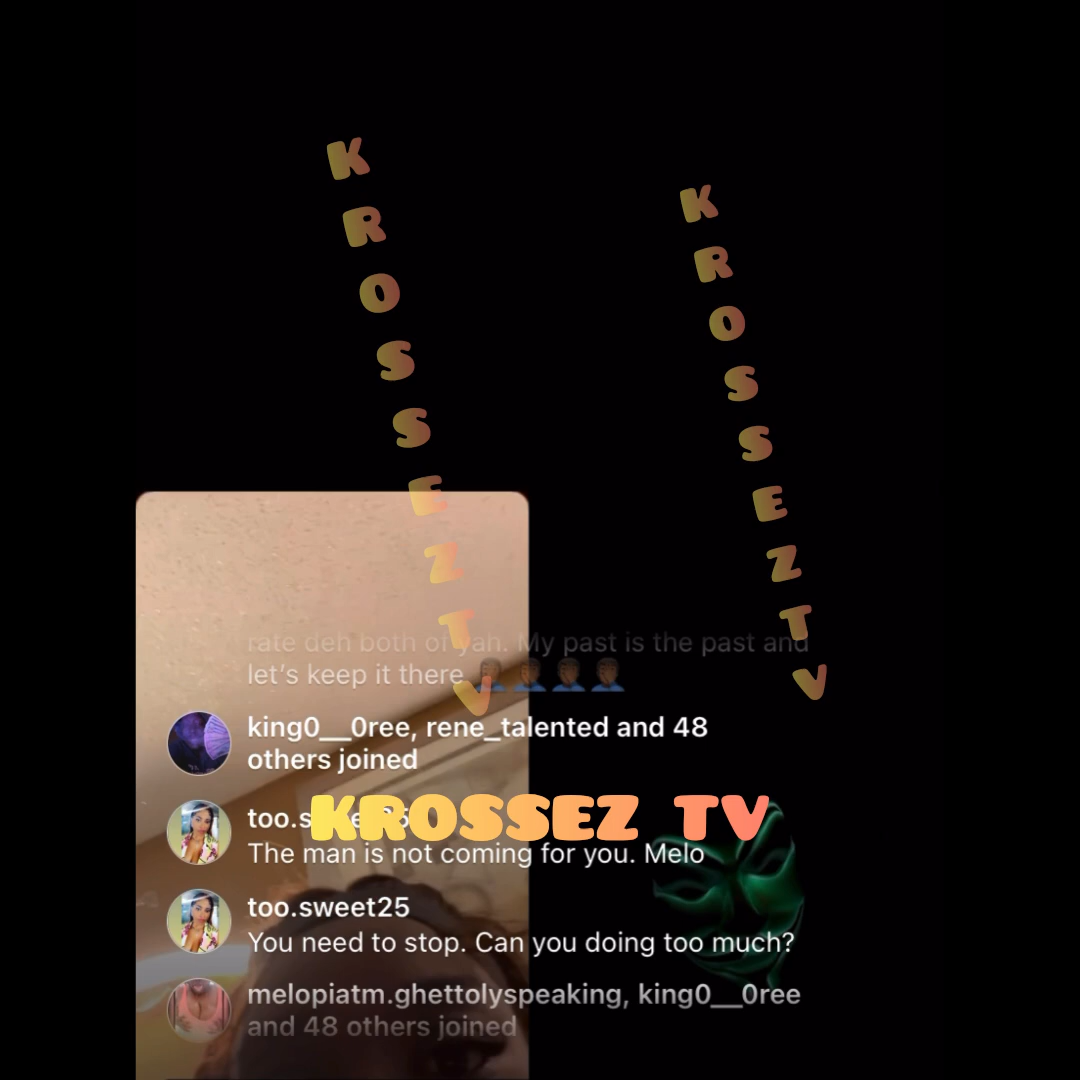 KROSSEZTV
KROSSEZTV
rate deh both of yah. My past is the past and
let’s keep it there 🤦🏾‍♂️🤦🏾‍♂️🤦🏾‍♂️🤦🏾‍♂️
king0__0ree, rene_talented and 48
others joined
KROSSEZ TV
The man is not coming for you. Melo
too.sweet25
You need to stop. Can you doing too much?
melopiatm.ghettolyspeaking, king0__0ree
and 48 others joined